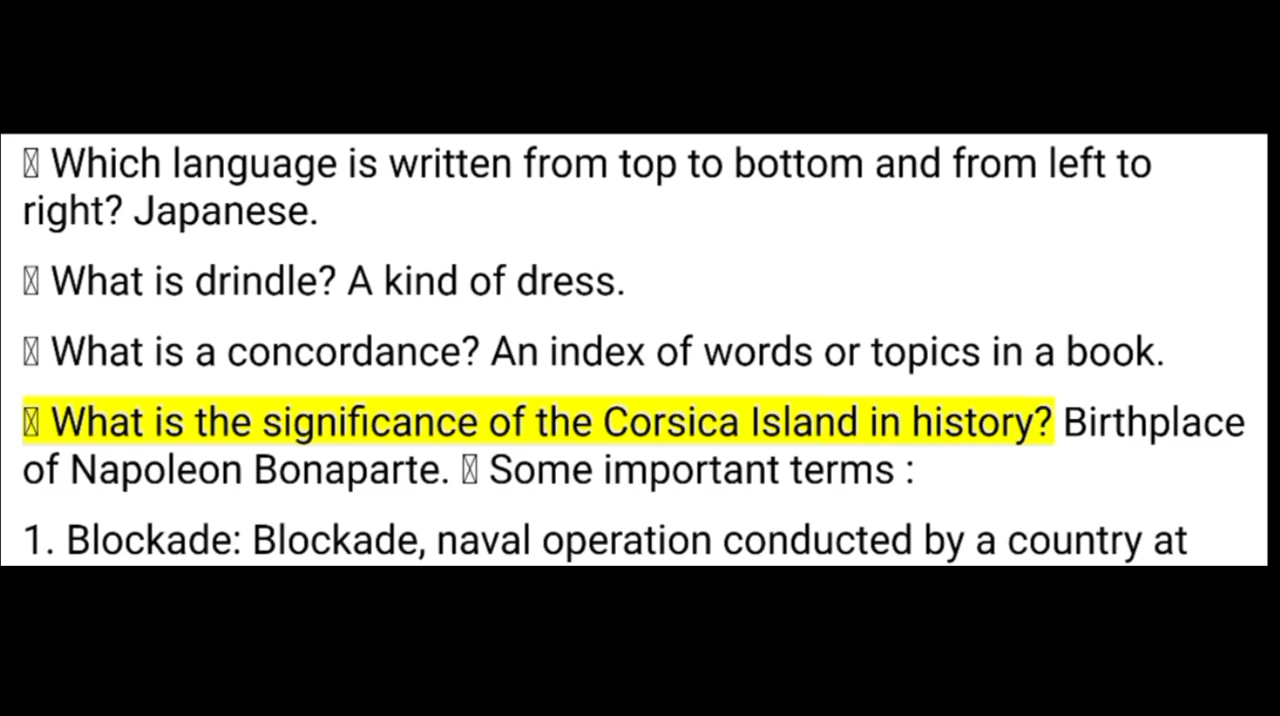 ▯ Which language is written from top to bottom and from left to
right? Japanese.
▯ What is drindle? A kind of dress.
▯ What is a concordance? An index of words or topics in a book.
▯ What is the significance of the Corsica Island in history? Birthplace
of Napoleon Bonaparte. ▯ Some important terms :
1. Blockade: Blockade, naval operation conducted by a country at